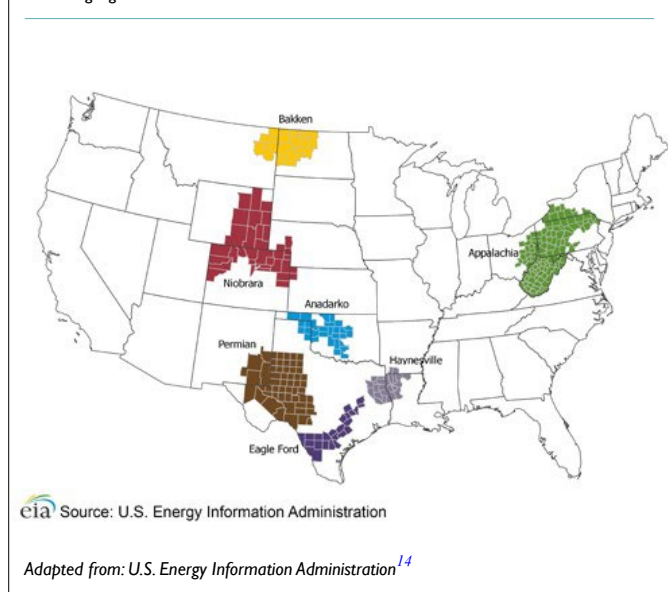 Bakken
Appalachia
Niobrara
Anadarko
Permian
Haynesville
Eagle Ford
eia Source: U.S. Energy Information Administration
Adapted from: U.S. Energy Information Administration14